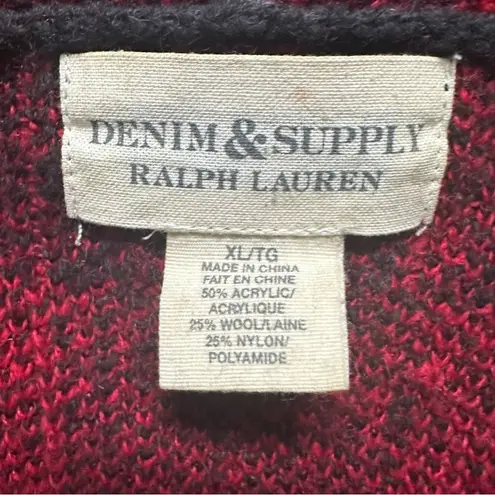 DENIM & SUPPLY
RALPH LAUREN
XL/TG
MADE IN CHINA
FAIT EN CHINE
50% ACRYLIC/
ACRYLIQUE
25% WOOL/LAINE
25% NYLON/
POLYAMIDE